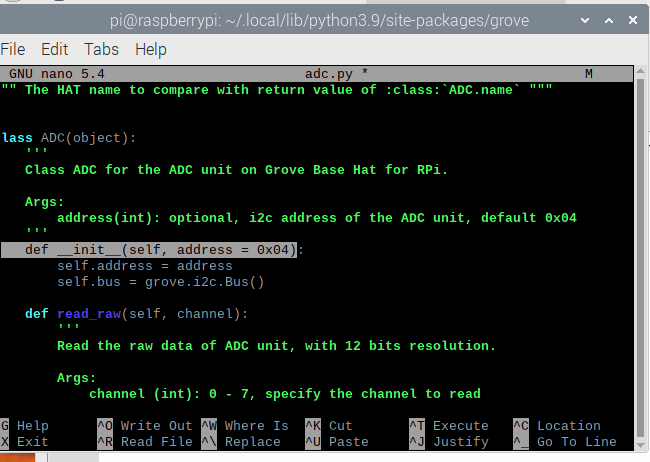 pi@raspberrypi: ~/.local/lib/python3.9/site-packages/grove
File Edit Tabs Help
GNU nano 5.4 adc.py * M
"" The HAT name to compare with return value of :class:`ADC.name` """
lass ADC(object):
'''
Class ADC for the ADC unit on Grove Base Hat for RPi.
Args:
address(int): optional, i2c address of the ADC unit, default 0x04
'''
def __init__(self, address = 0x04):
self.address = address
self.bus = grove.i2c.Bus()
def read_raw(self, channel):
'''
Read the raw data of ADC unit, with 12 bits resolution.
Args:
channel (int): 0 - 7, specify the channel to read
G Help ^O Write Out ^W Where Is ^K Cut ^T Execute ^C Location
X Exit ^R Read File ^\ Replace ^U Paste ^J Justify ^_ Go To Line